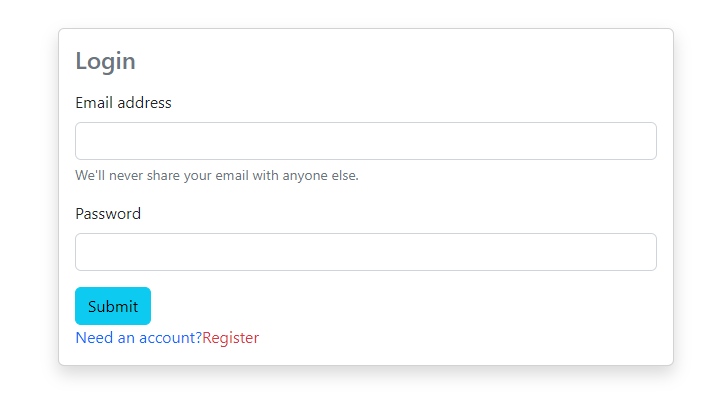 Login
Email address
We'll never share your email with anyone else.
Password
Submit
Need an account?Register